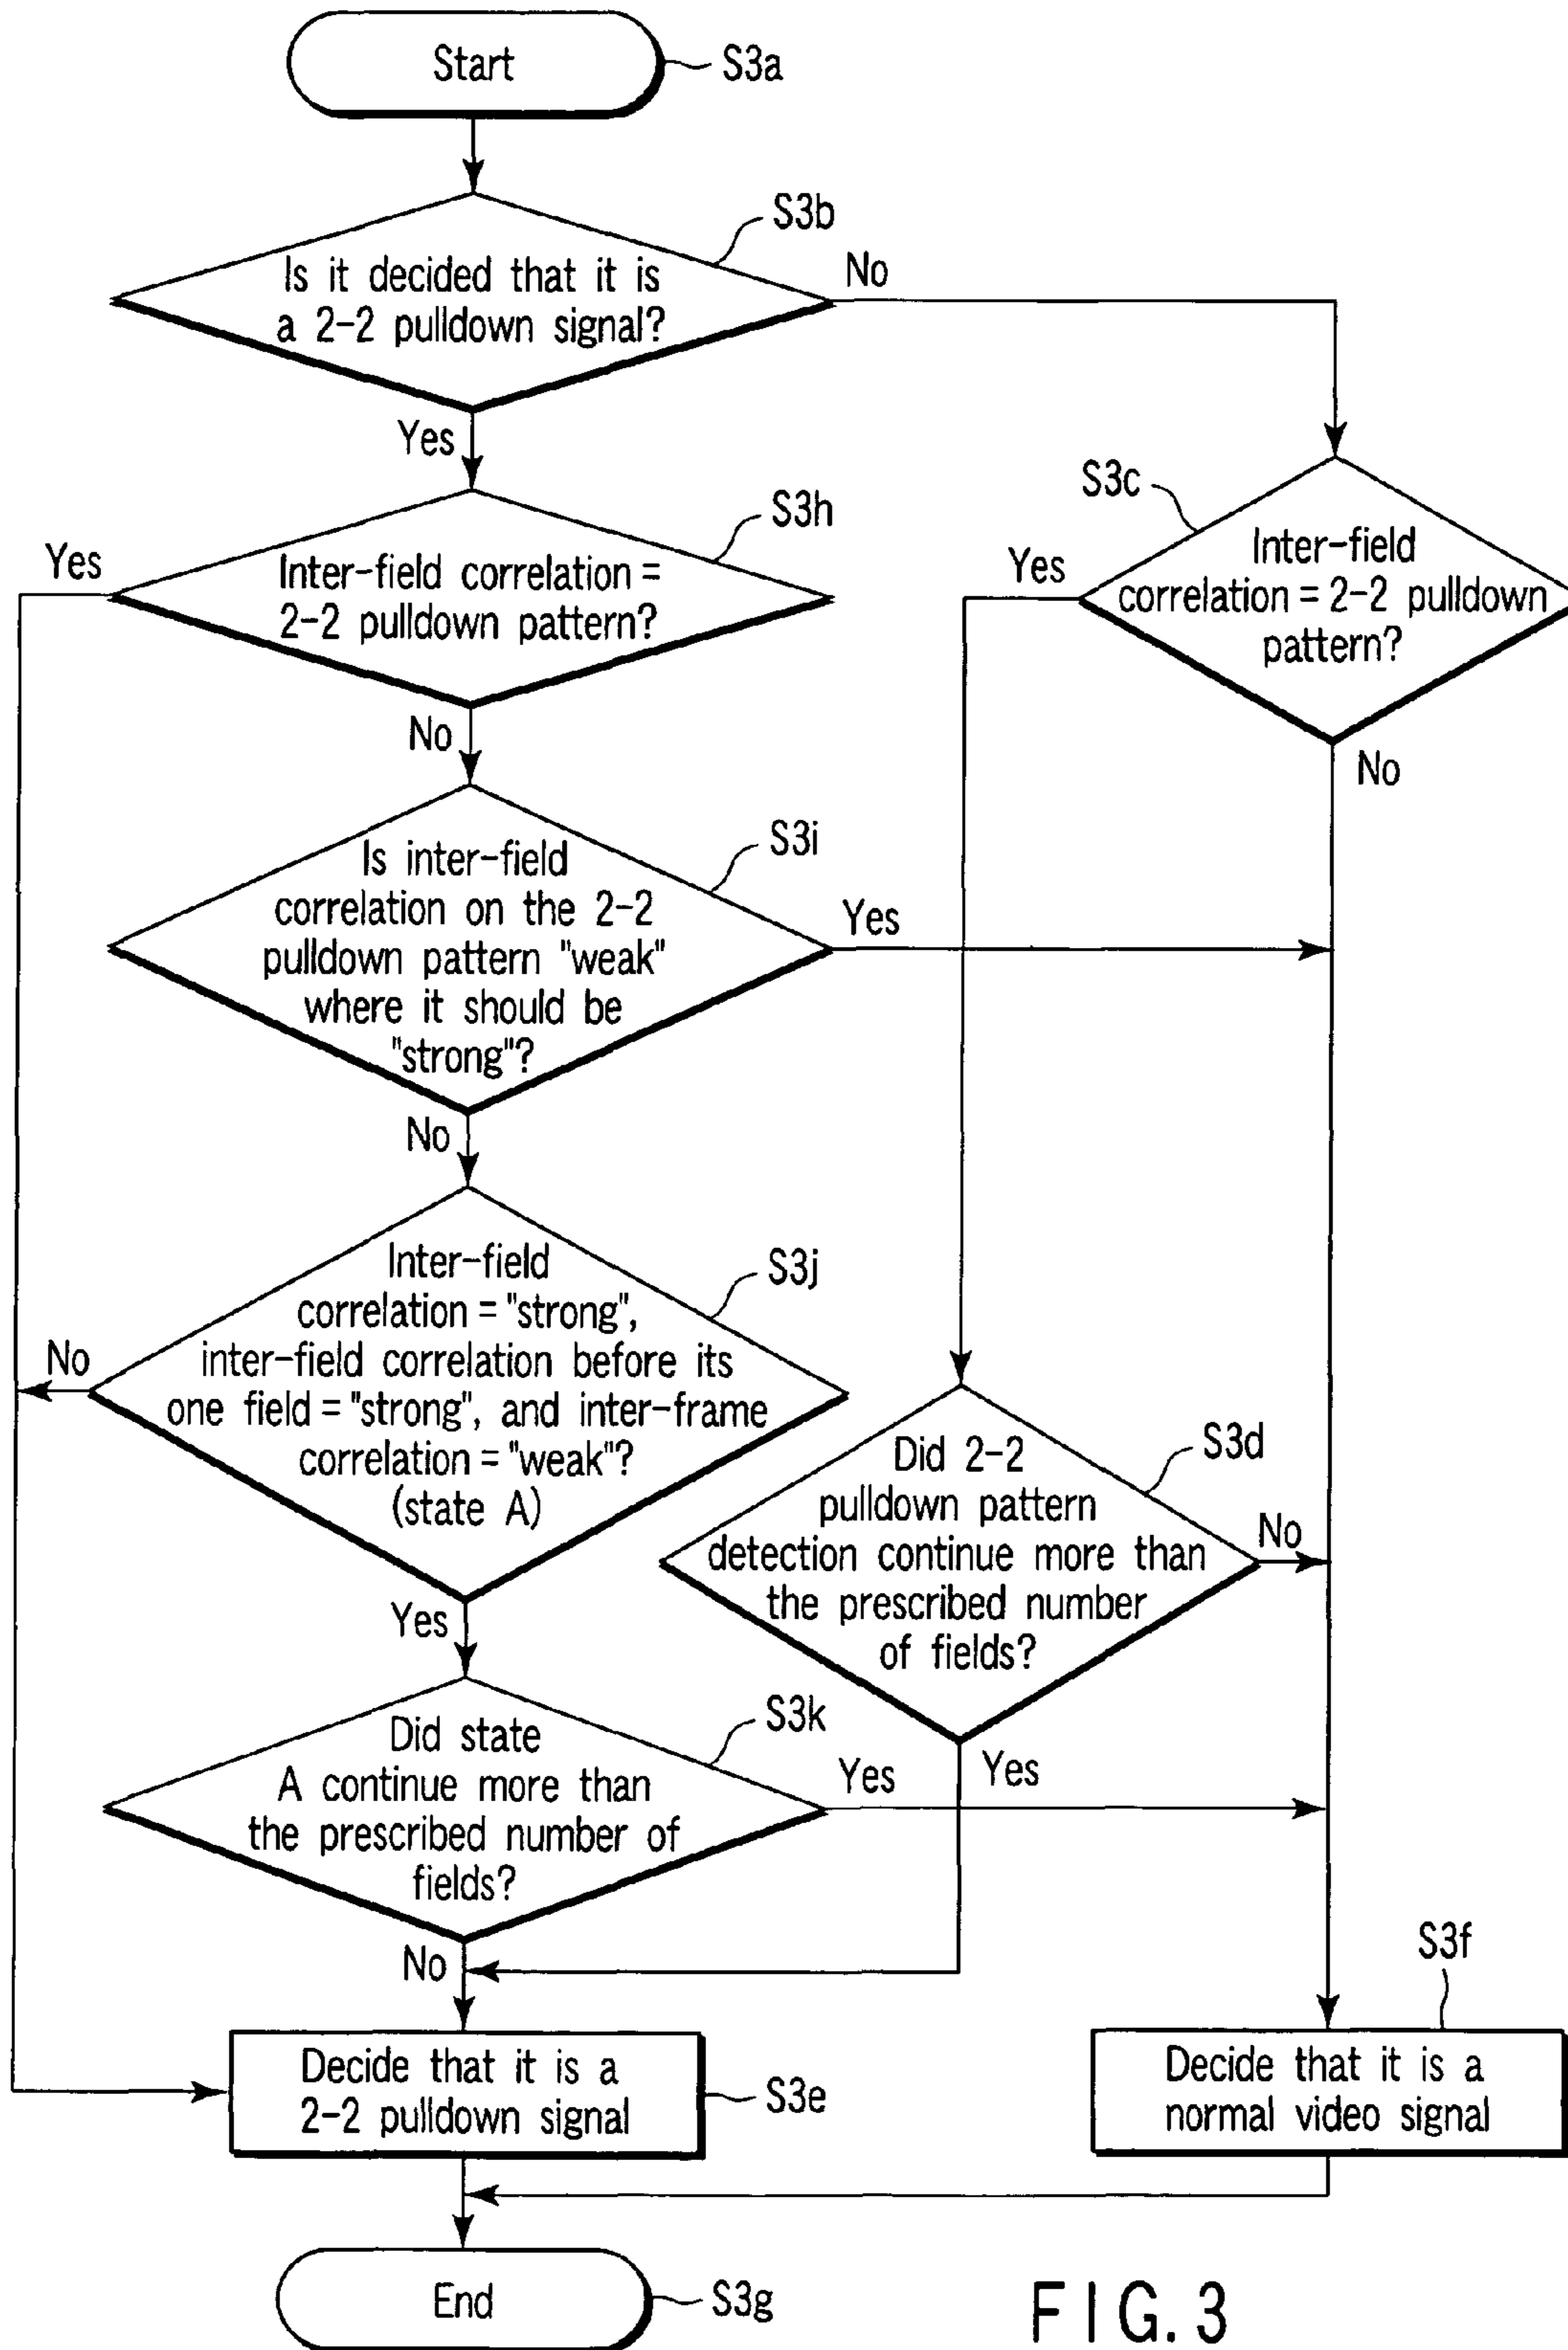 Start
S3a
S3b
Is it decided that it is
a 2-2 pulldown signal?
No
Yes
S3h
Inter-field correlation =
2-2 pulldown pattern?
Yes
No
S3c
Inter-field
correlation = 2-2 pulldown
pattern?
Yes
No
S3i
Is inter-field
correlation on the 2-2
pulldown pattern "weak"
where it should be
"strong"?
Yes
No
S3j
Inter-field
correlation = "strong",
inter-field correlation before its
one field = "strong", and inter-frame
correlation = "weak"?
(state A)
No
Yes
S3d
Did 2-2
pulldown pattern
detection continue more than
the prescribed number
of fields?
No
Yes
S3k
Did state
A continue more than
the prescribed number of
fields?
Yes
No
Decide that it is a
2-2 pulldown signal
S3e
S3f
Decide that it is a
normal video signal
End
S3g
FIG. 3